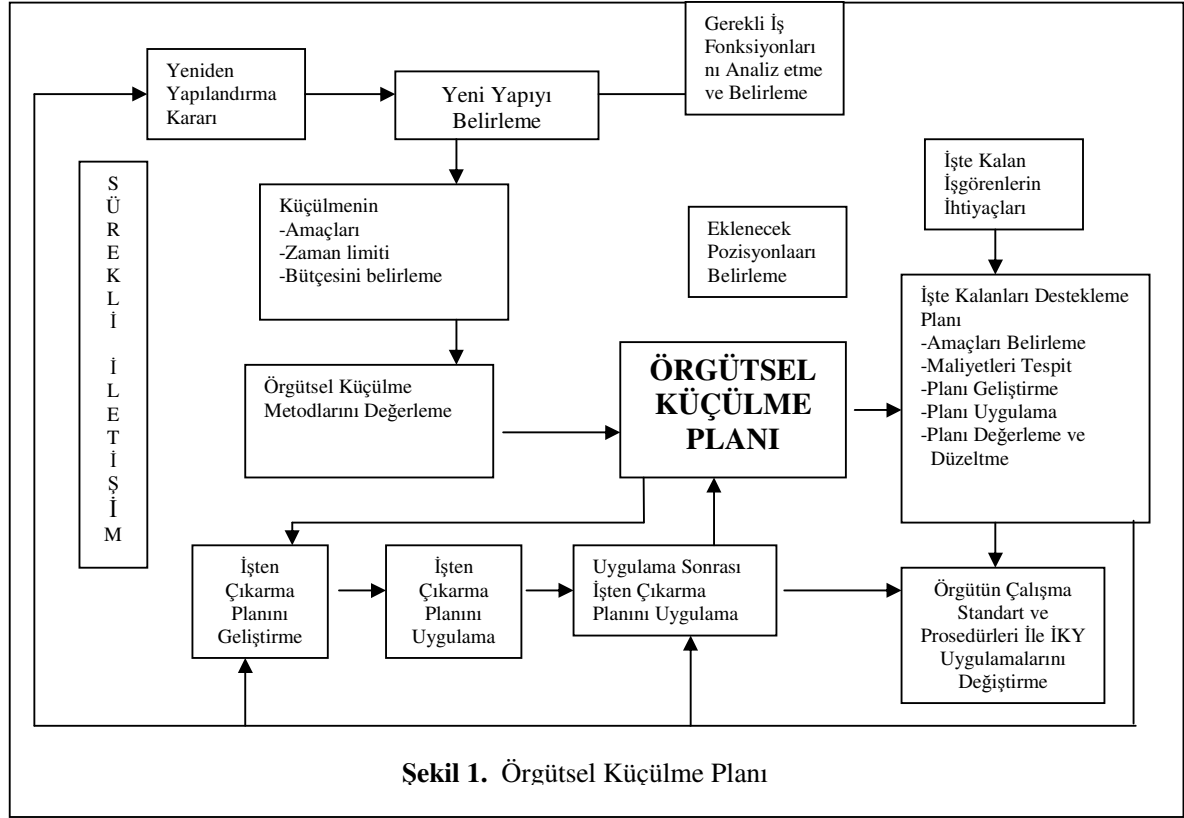 Yeniden
Yapılandırma
Kararı
Yeni Yapıyı
Belirleme
Gerekli İş
Fonksiyonları
nı Analiz etme
ve Belirleme
S
Ü
R
E
K
L
İ
İ
L
E
T
İ
Ş
İ
M
Küçülmenin
-Amaçları
-Zaman limiti
-Bütçesini belirleme
Eklenecek
Pozisyonlaarı
Belirleme
İşte Kalan
İşgörenlerin
İhtiyaçları
Örgütsel Küçülme
Metodlarını Değerleme
ÖRGÜTSEL
KÜÇÜLME
PLANI
İşte Kalanları Destekleme
Planı
-Amaçları Belirleme
-Maliyetleri Tespit
-Planı Geliştirme
-Planı Uygulama
-Planı Değerleme ve
Düzeltme
İşten
Çıkarma
Planını
Geliştirme
İşten
Çıkarma
Planını
Uygulama
Uygulama Sonrası
İşten Çıkarma
Planını Uygulama
Örgütün Çalışma
Standart ve
Prosedürleri İle İKY
Uygulamalarını
Değiştirme
Şekil 1. Örgütsel Küçülme Planı